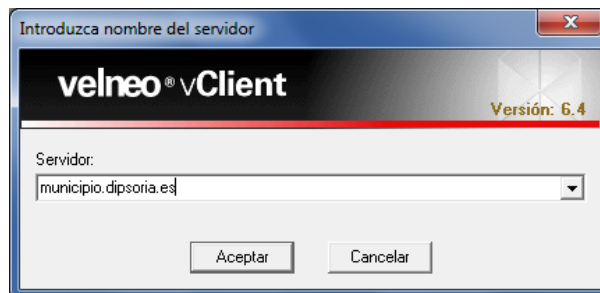 Introduzca nombre del servidor
velneo® vClient
Versión: 6.4
Servidor:
municipio.dipsoria.es
Aceptar
Cancelar